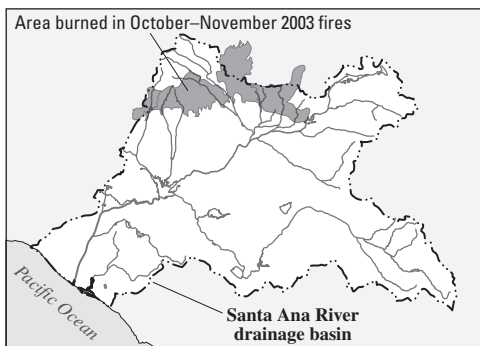 Area burned in October–November 2003 fires
Pacific Ocean
Santa Ana River
drainage basin